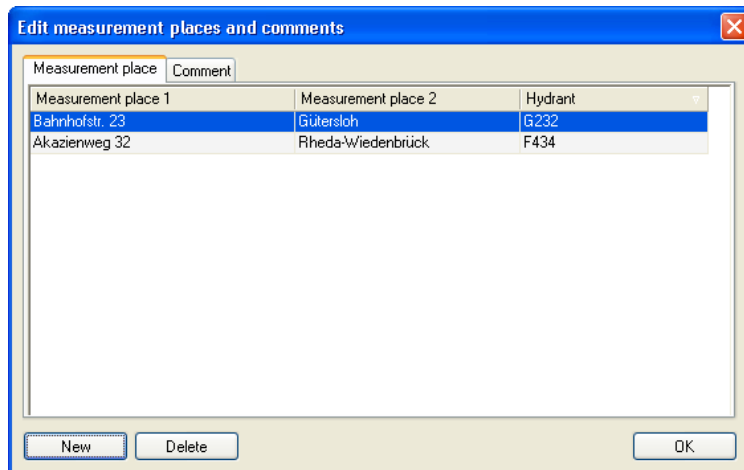 Edit measurement places and comments
Measurement place Comment
Measurement place 1 Measurement place 2 Hydrant
Bahnhofstr. 23 Gütersloh G232
Akazienweg 32 Rheda-Wiedenbrück F434
New Delete OK